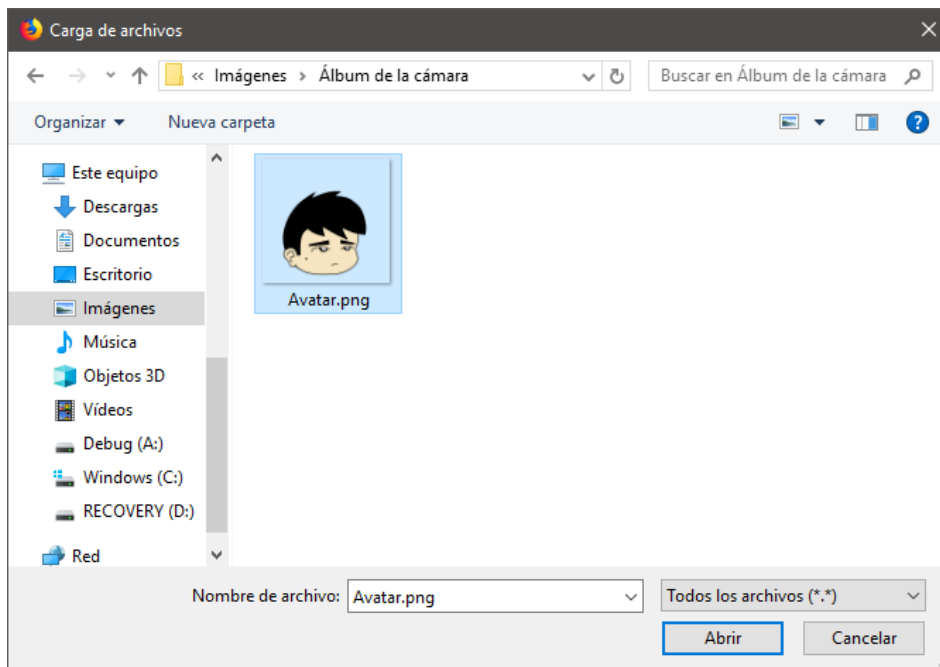 Carga de archivos
« Imágenes › Álbum de la cámara
Buscar en Álbum de la cámara
Organizar
Nueva carpeta
Este equipo
Descargas
Documentos
Escritorio
Imágenes
Música
Objetos 3D
Vídeos
Debug (A:)
Windows (C:)
RECOVERY (D:)
Red
Avatar.png
Nombre de archivo: Avatar.png
Todos los archivos (*.*)
Abrir
Cancelar